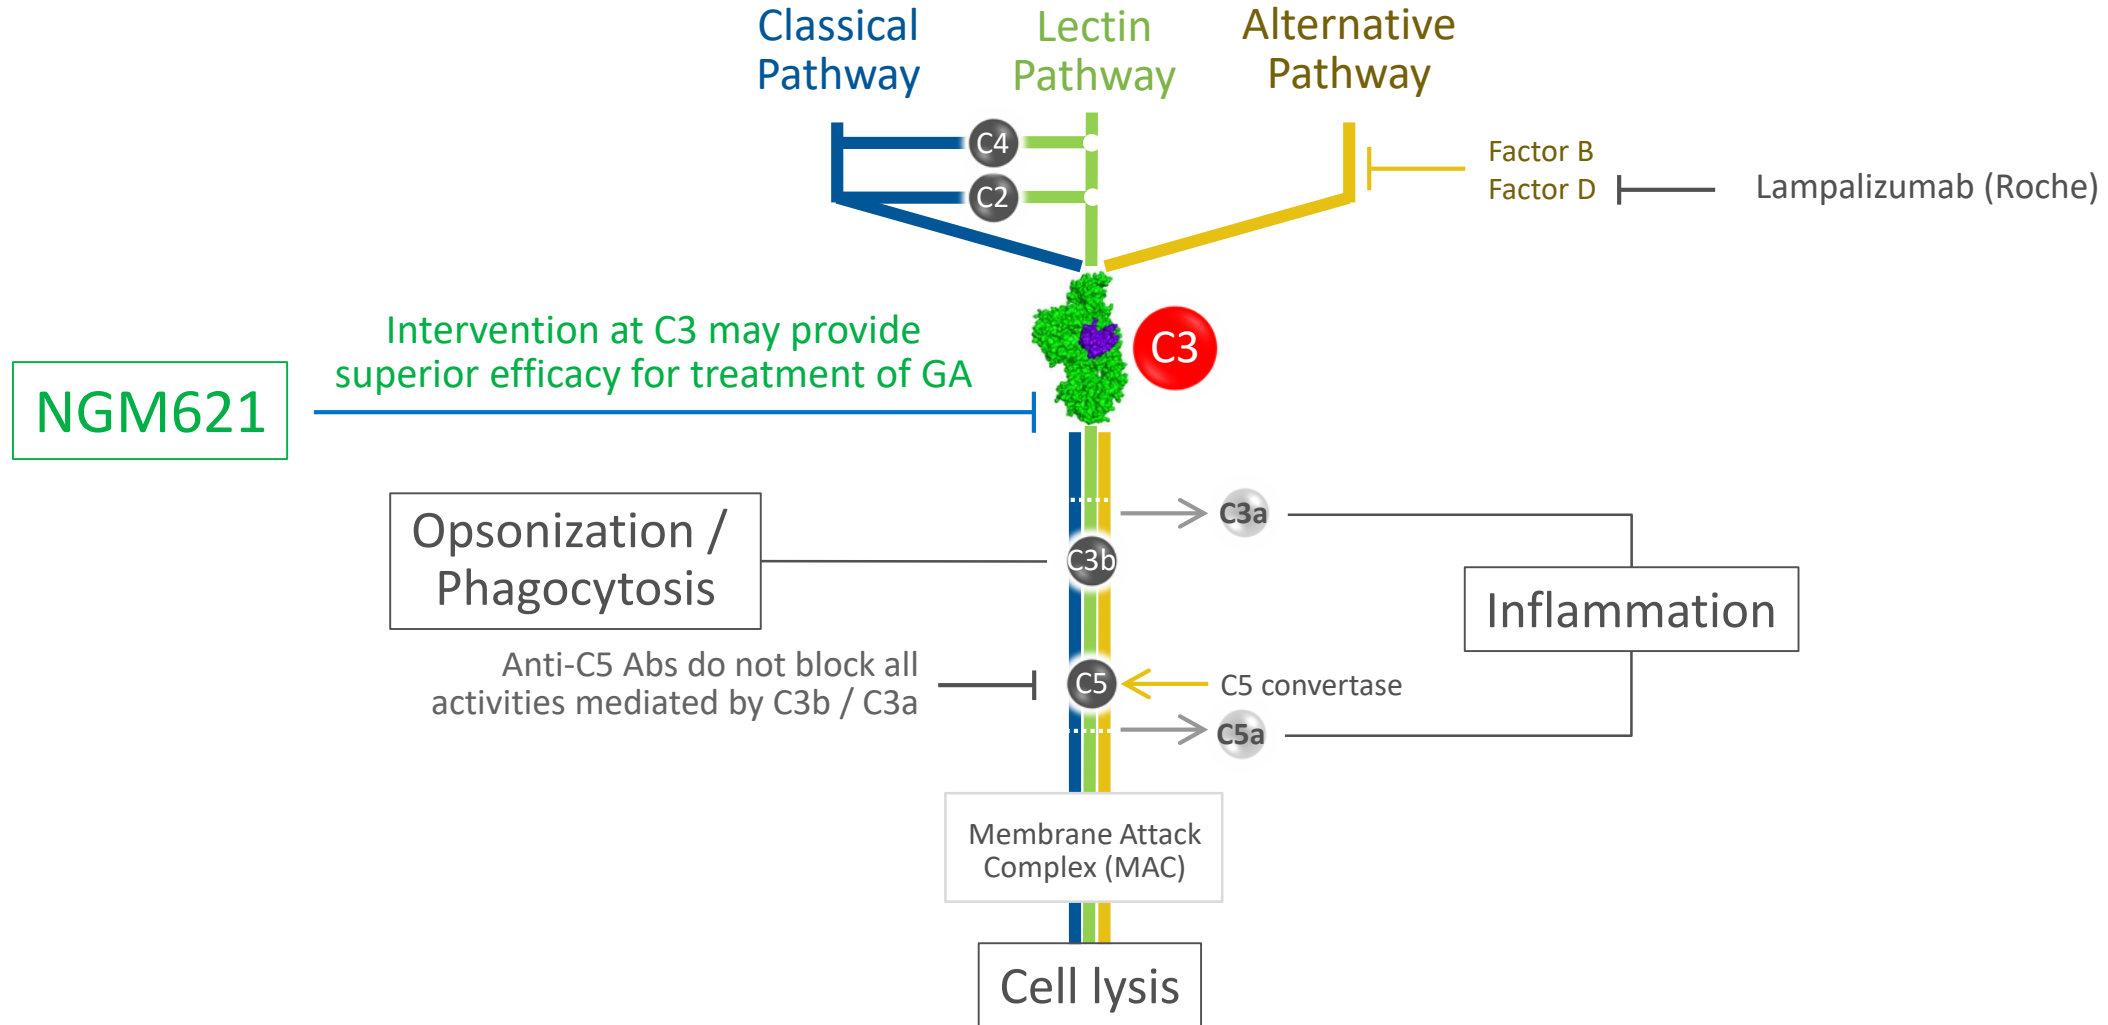 Classical
Pathway
Lectin
Pathway
Alternative
Pathway
C4
C2
Factor B
Factor D
Lampalizumab (Roche)
Intervention at C3 may provide
superior efficacy for treatment of GA
C3
NGM621
Opsonization /
Phagocytosis
C3a
C3b
Inflammation
Anti-C5 Abs do not block all
activities mediated by C3b / C3a
C5
C5 convertase
C5a
Membrane Attack
Complex (MAC)
Cell lysis